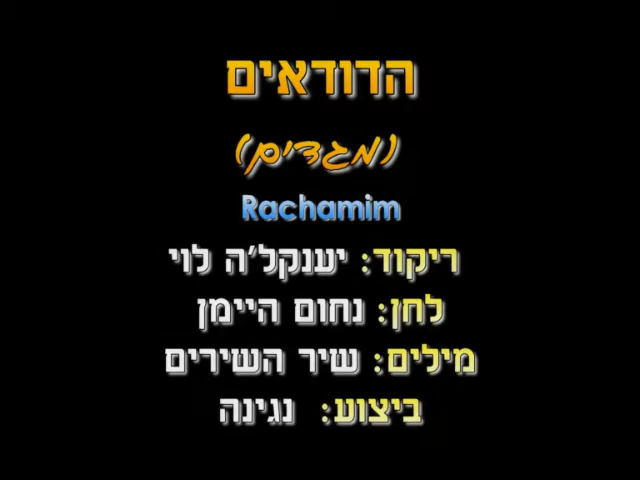 הדודאים
(מגדים)
Rachamim
ריקוד: יענקל'ה לוי
לחן: נחום היימן
מילים: שיר השירים
ביצוע: נגינה